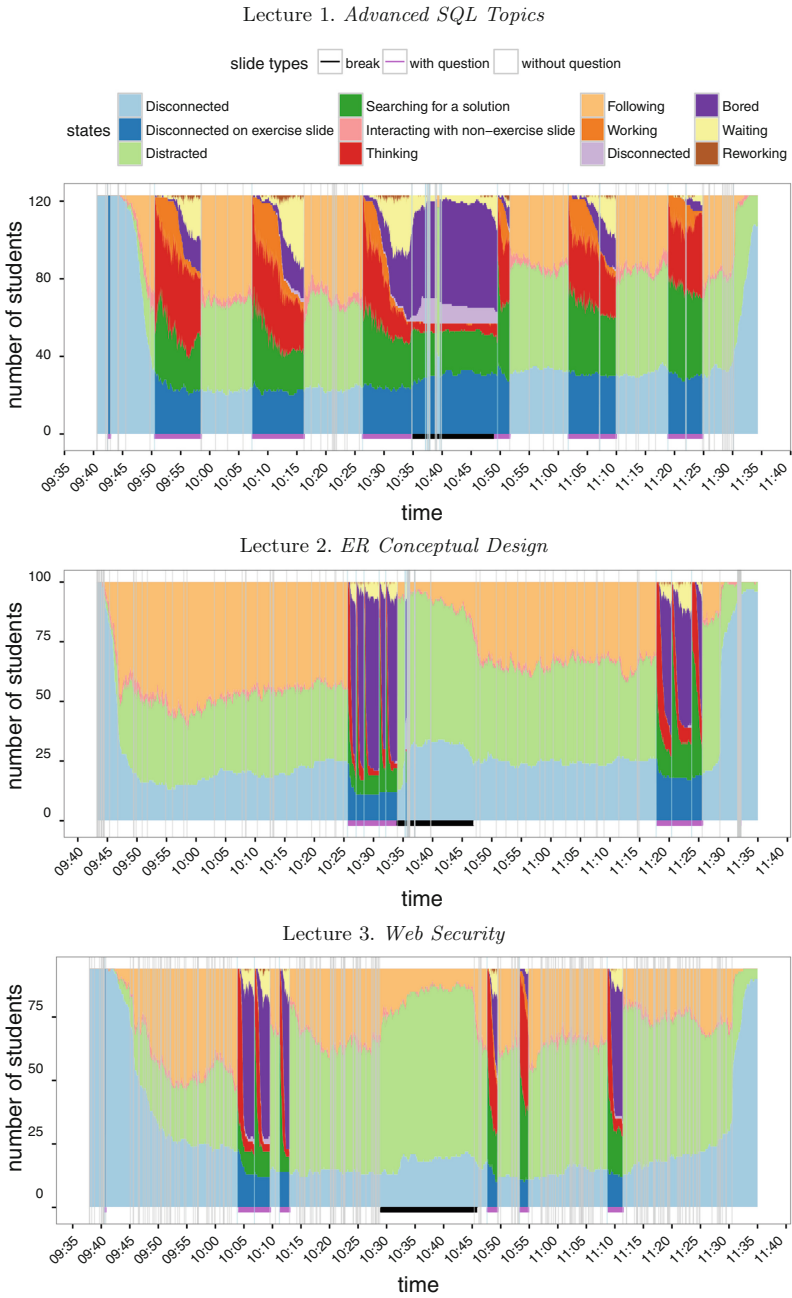 Lecture 1. Advanced SQL Topics
slide types break with question without question
states
Disconnected Searching for a solution Following Bored
Disconnected on exercise slide Interacting with non−exercise slide Working Waiting
Distracted Thinking Disconnected Reworking
number of students
120
80
40
0
09:35 09:40 09:45 09:50 09:55 10:00 10:05 10:10 10:15 10:20 10:25 10:30 10:35 10:40 10:45 10:50 10:55 11:00 11:05 11:10 11:15 11:20 11:25 11:30 11:35 11:40
time
Lecture 2. ER Conceptual Design
number of students
100
75
50
25
0
09:40 09:45 09:50 09:55 10:00 10:05 10:10 10:15 10:20 10:25 10:30 10:35 10:40 10:45 10:50 10:55 11:00 11:05 11:10 11:15 11:20 11:25 11:30 11:35 11:40
time
Lecture 3. Web Security
number of students
75
50
25
0
09:35 09:40 09:45 09:50 09:55 10:00 10:05 10:10 10:15 10:20 10:25 10:30 10:35 10:40 10:45 10:50 10:55 11:00 11:05 11:10 11:15 11:20 11:25 11:30 11:35 11:40
time